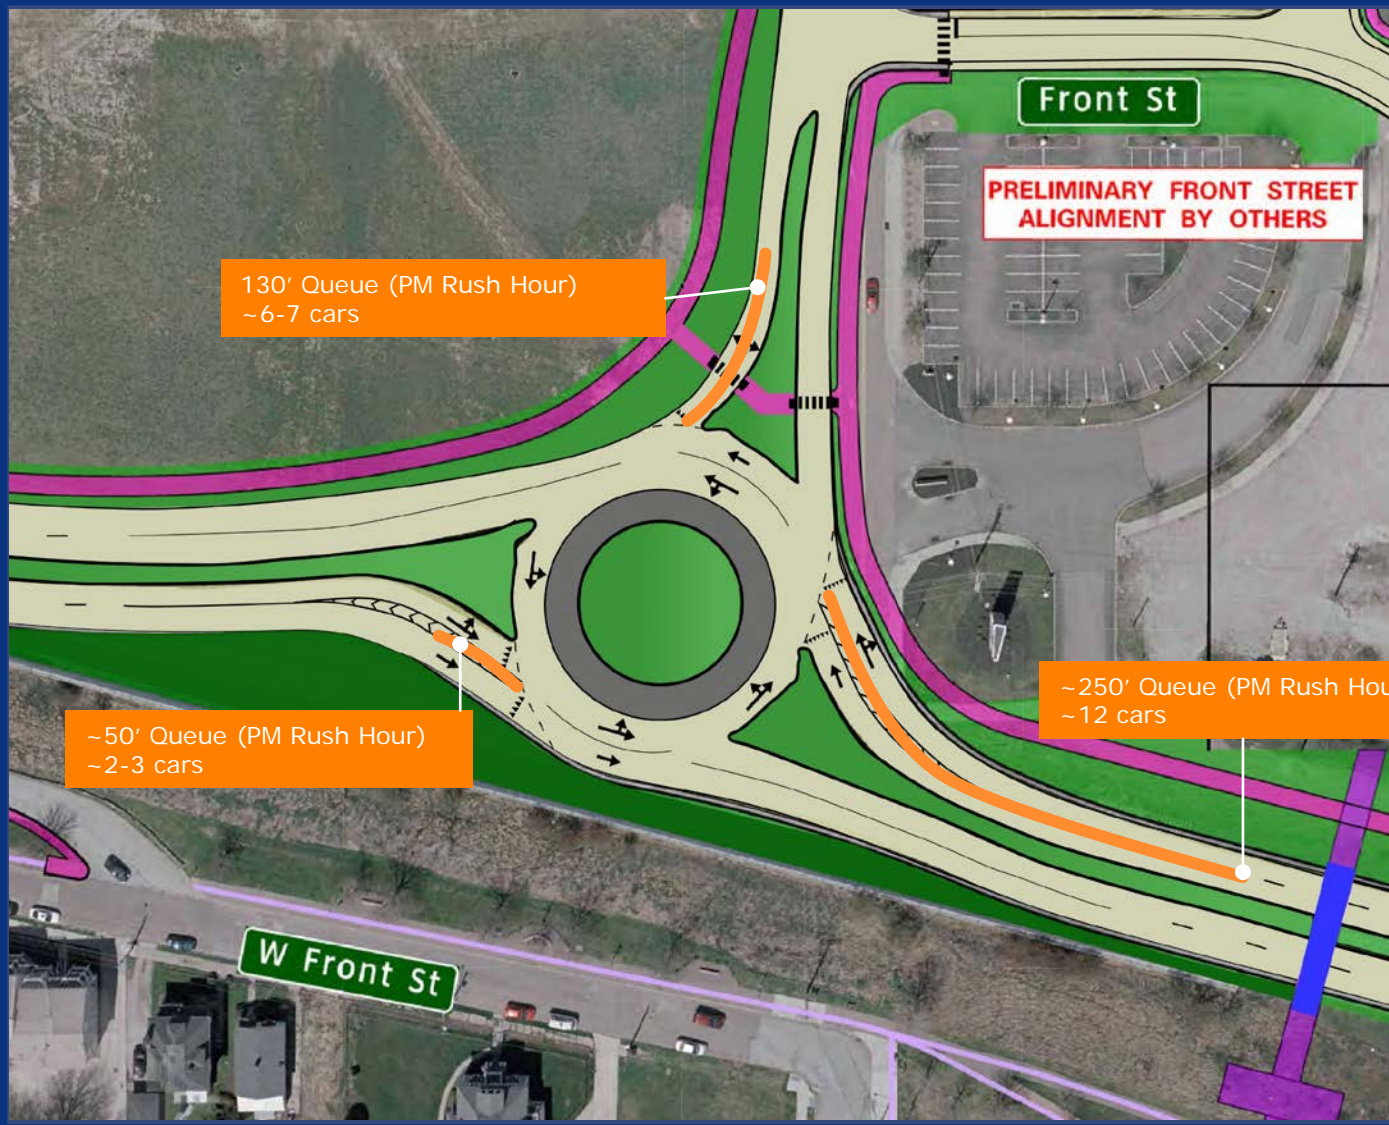 Front St
PRELIMINARY FRONT STREET
ALIGNMENT BY OTHERS
130' Queue (PM Rush Hour)
~6-7 cars
~250' Queue (PM Rush Hou
~12 cars
~50' Queue (PM Rush Hour)
~2-3 cars
W Front St